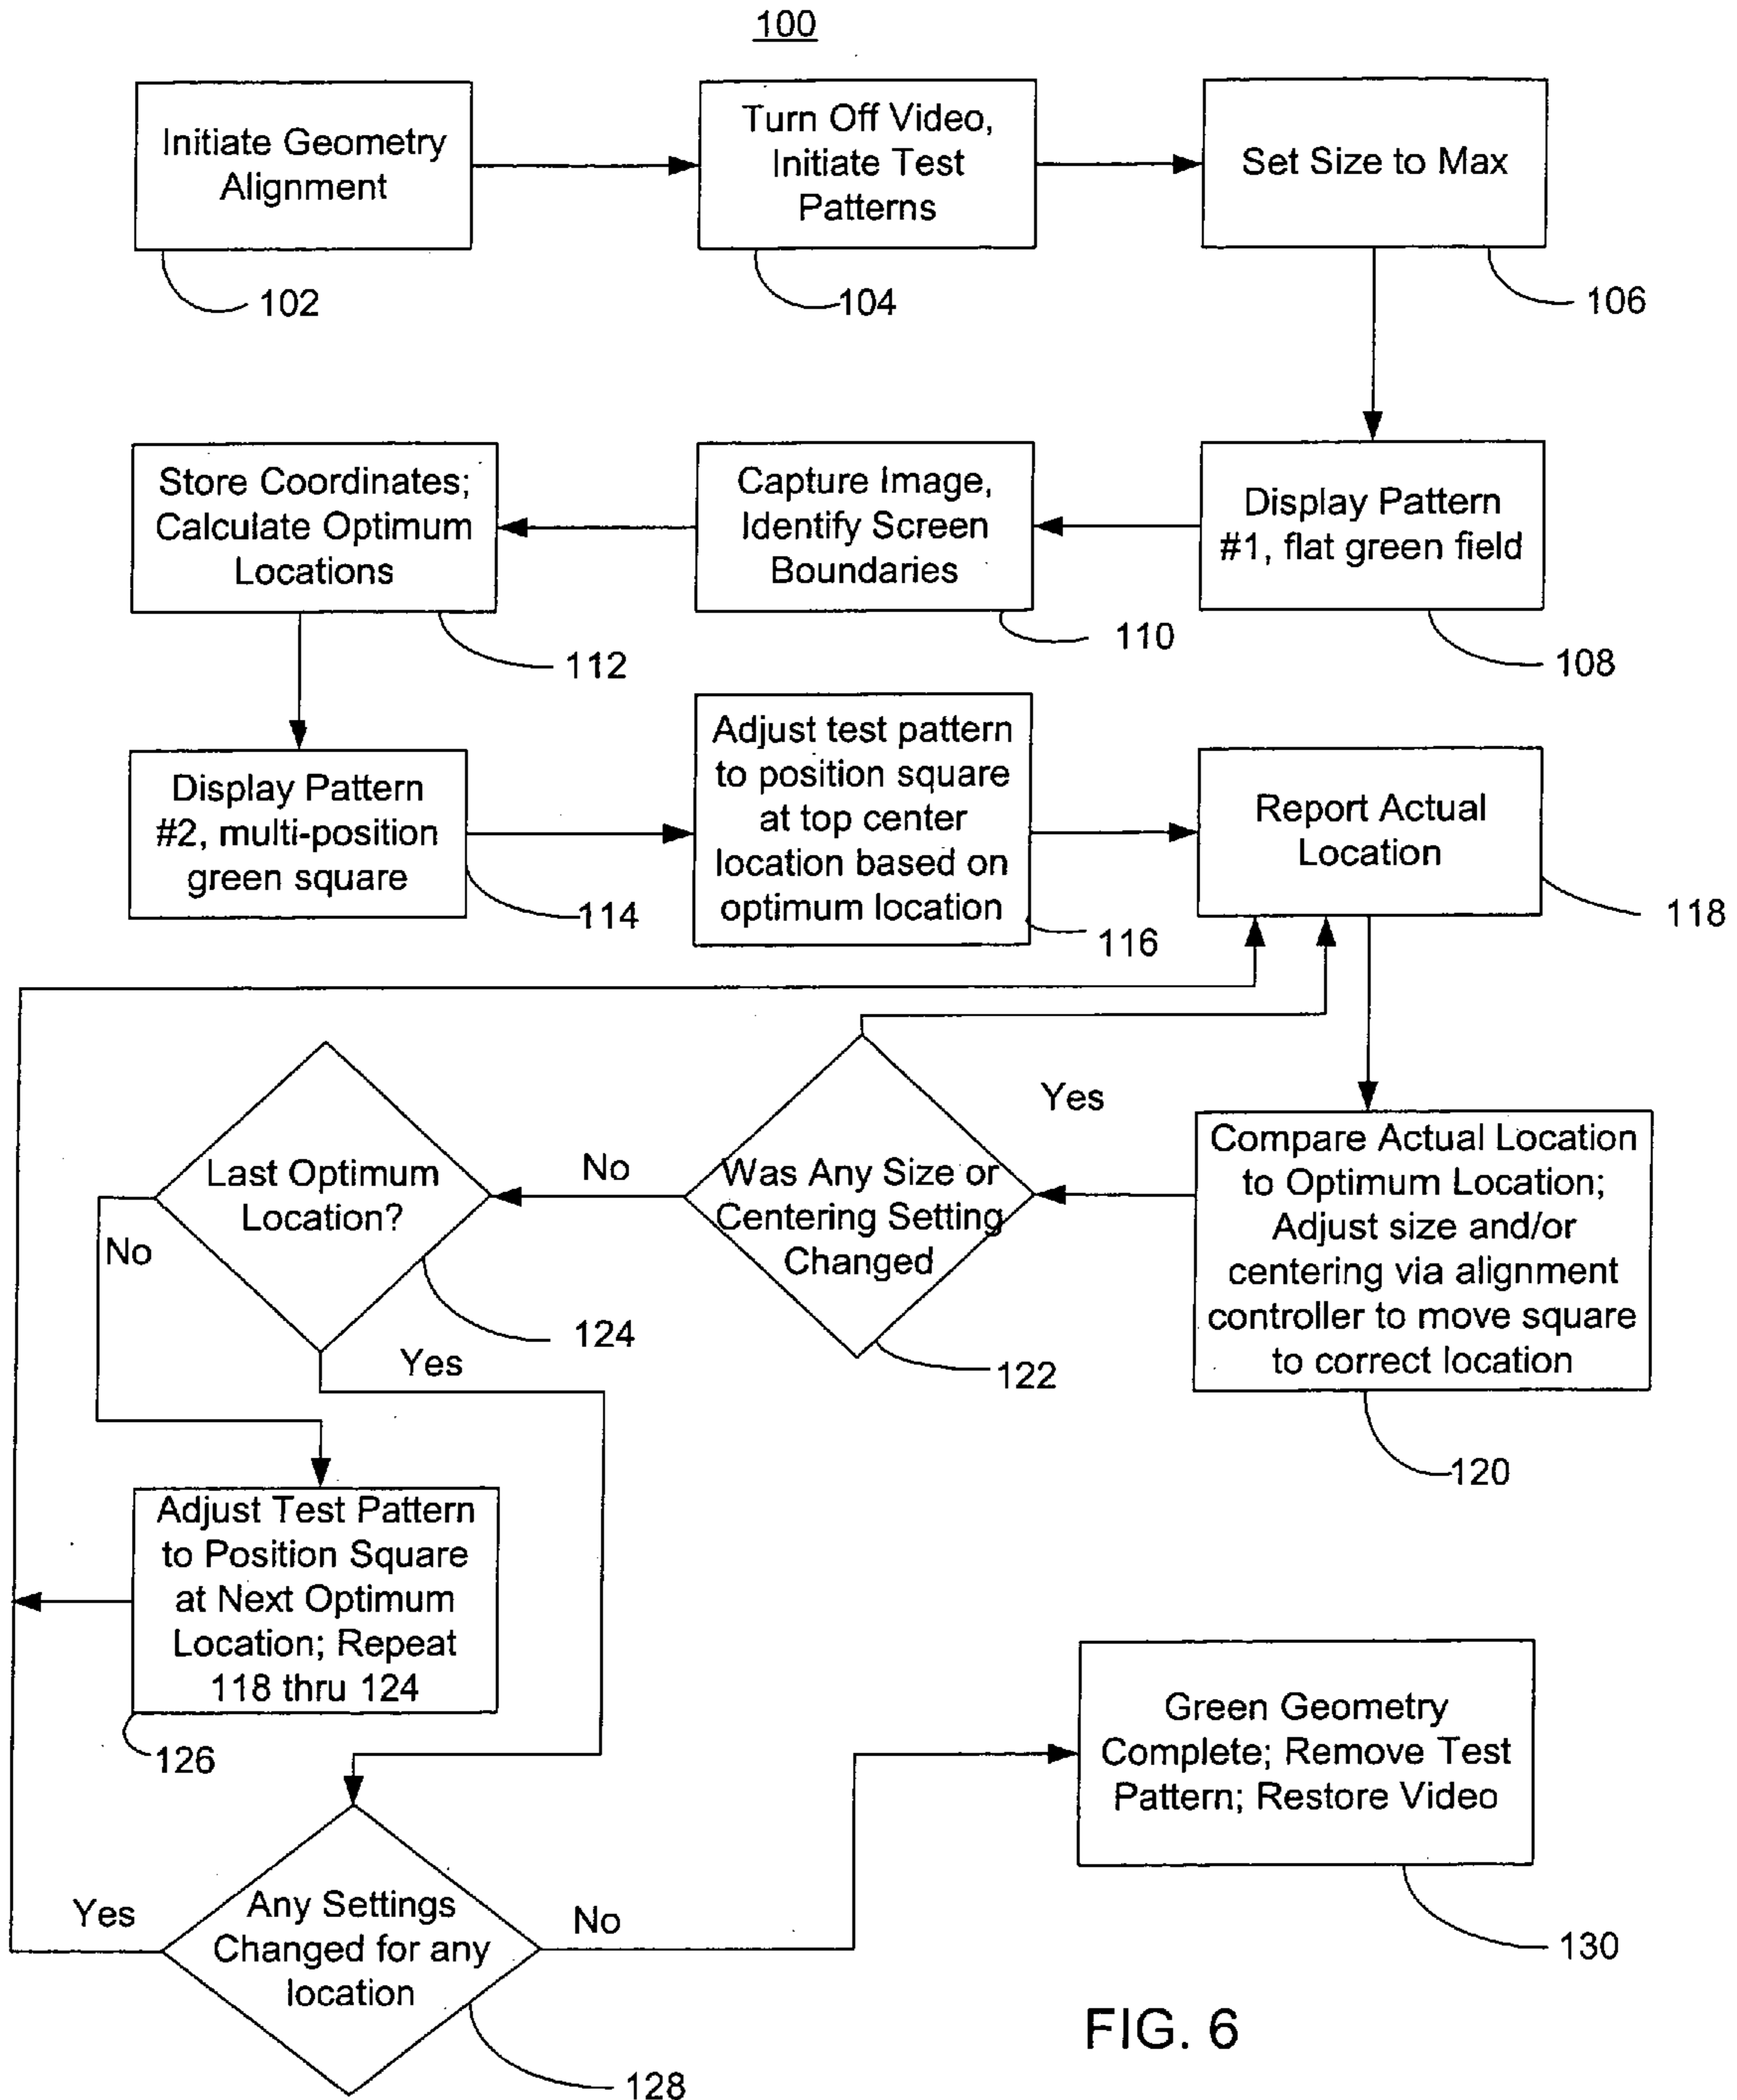 100
Initiate Geometry
Alignment
102
Turn Off Video,
Initiate Test
Patterns
104
Set Size to Max
106
Display Pattern
#1, flat green field
108
Capture Image,
Identify Screen
Boundaries
110
Store Coordinates;
Calculate Optimum
Locations
112
Display Pattern
#2, multi-position
green square
114
Adjust test pattern
to position square
at top center
location based on
optimum location
116
Report Actual
Location
118
Compare Actual Location
to Optimum Location;
Adjust size and/or
centering via alignment
controller to move square
to correct location
120
Was Any Size or
Centering Setting
Changed
Yes
No
122
Last Optimum
Location?
No
Yes
124
Adjust Test Pattern
to Position Square
at Next Optimum
Location; Repeat
118 thru 124
126
Any Settings
Changed for any
location
Yes
No
128
Green Geometry
Complete; Remove Test
Pattern; Restore Video
130
FIG. 6